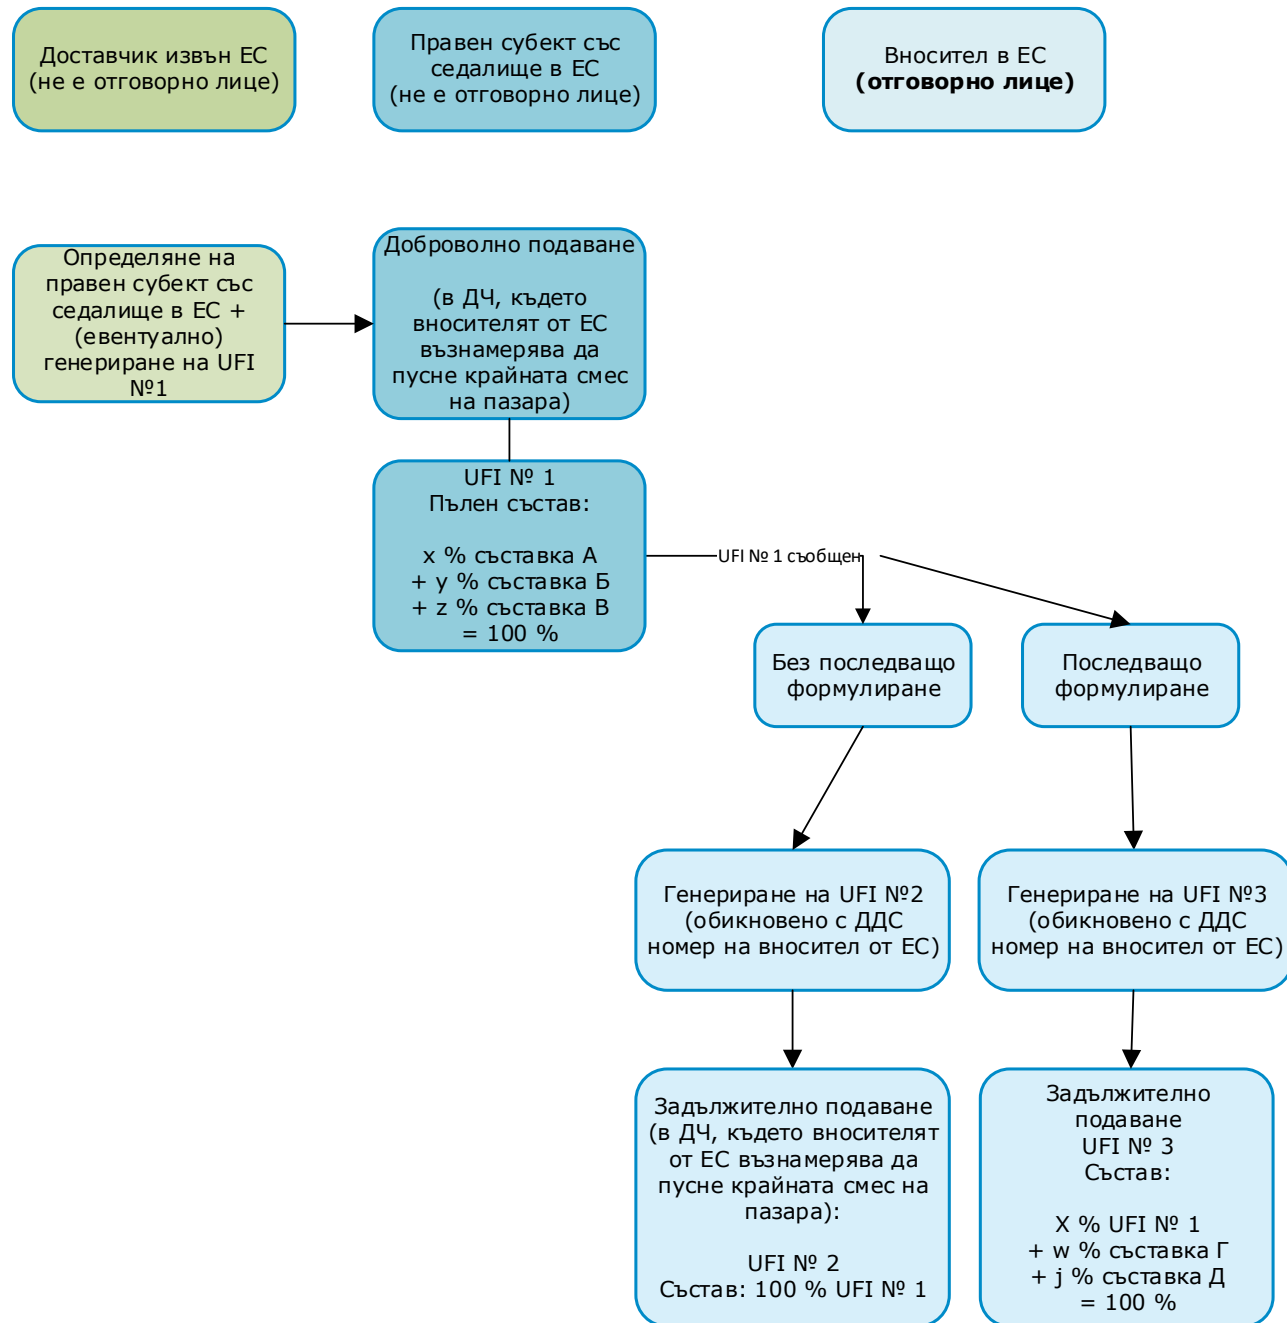 Доставчик извън ЕС
(не е отговорно лице)
Правен субект със
седалище в ЕС
(не е отговорно лице)
Вносител в ЕС
(отговорно лице)
Определяне на
правен субект със
седалище в ЕС +
(евентуално)
генериране на UFI
№1
Доброволно подаване
(в ДЧ, където
вносителят от ЕС
възнамерява да
пусне крайната смес
на пазара)
UFI № 1
Пълен състав:
x % съставка А
+ y % съставка Б
+ z % съставка В
= 100 %
UFI № 1 съобщен
Без последващо
формулиране
Последващо
формулиране
Генериране на UFI №2
(обикновено с ДДС
номер на вносител от ЕС)
Генериране на UFI №3
(обикновено с ДДС
номер на вносител от ЕС)
Задължително подаване
(в ДЧ, където вносителят
от ЕС възнамерява да
пусне крайната смес на
пазара):
UFI № 2
Състав: 100 % UFI № 1
Задължително
подаване
UFI № 3
Състав:
X % UFI № 1
+ w % съставка Г
+ j % съставка Д
= 100 %